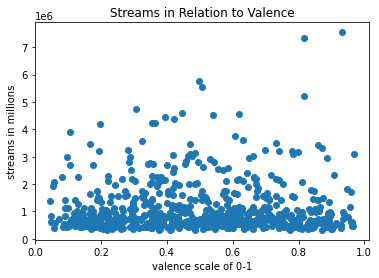 Streams in Relation to Valence
1e6
7
6
5
4
3
2
1
0
streams in millions
0.0 0.2 0.4 0.6 0.8 1.0
valence scale of 0-1